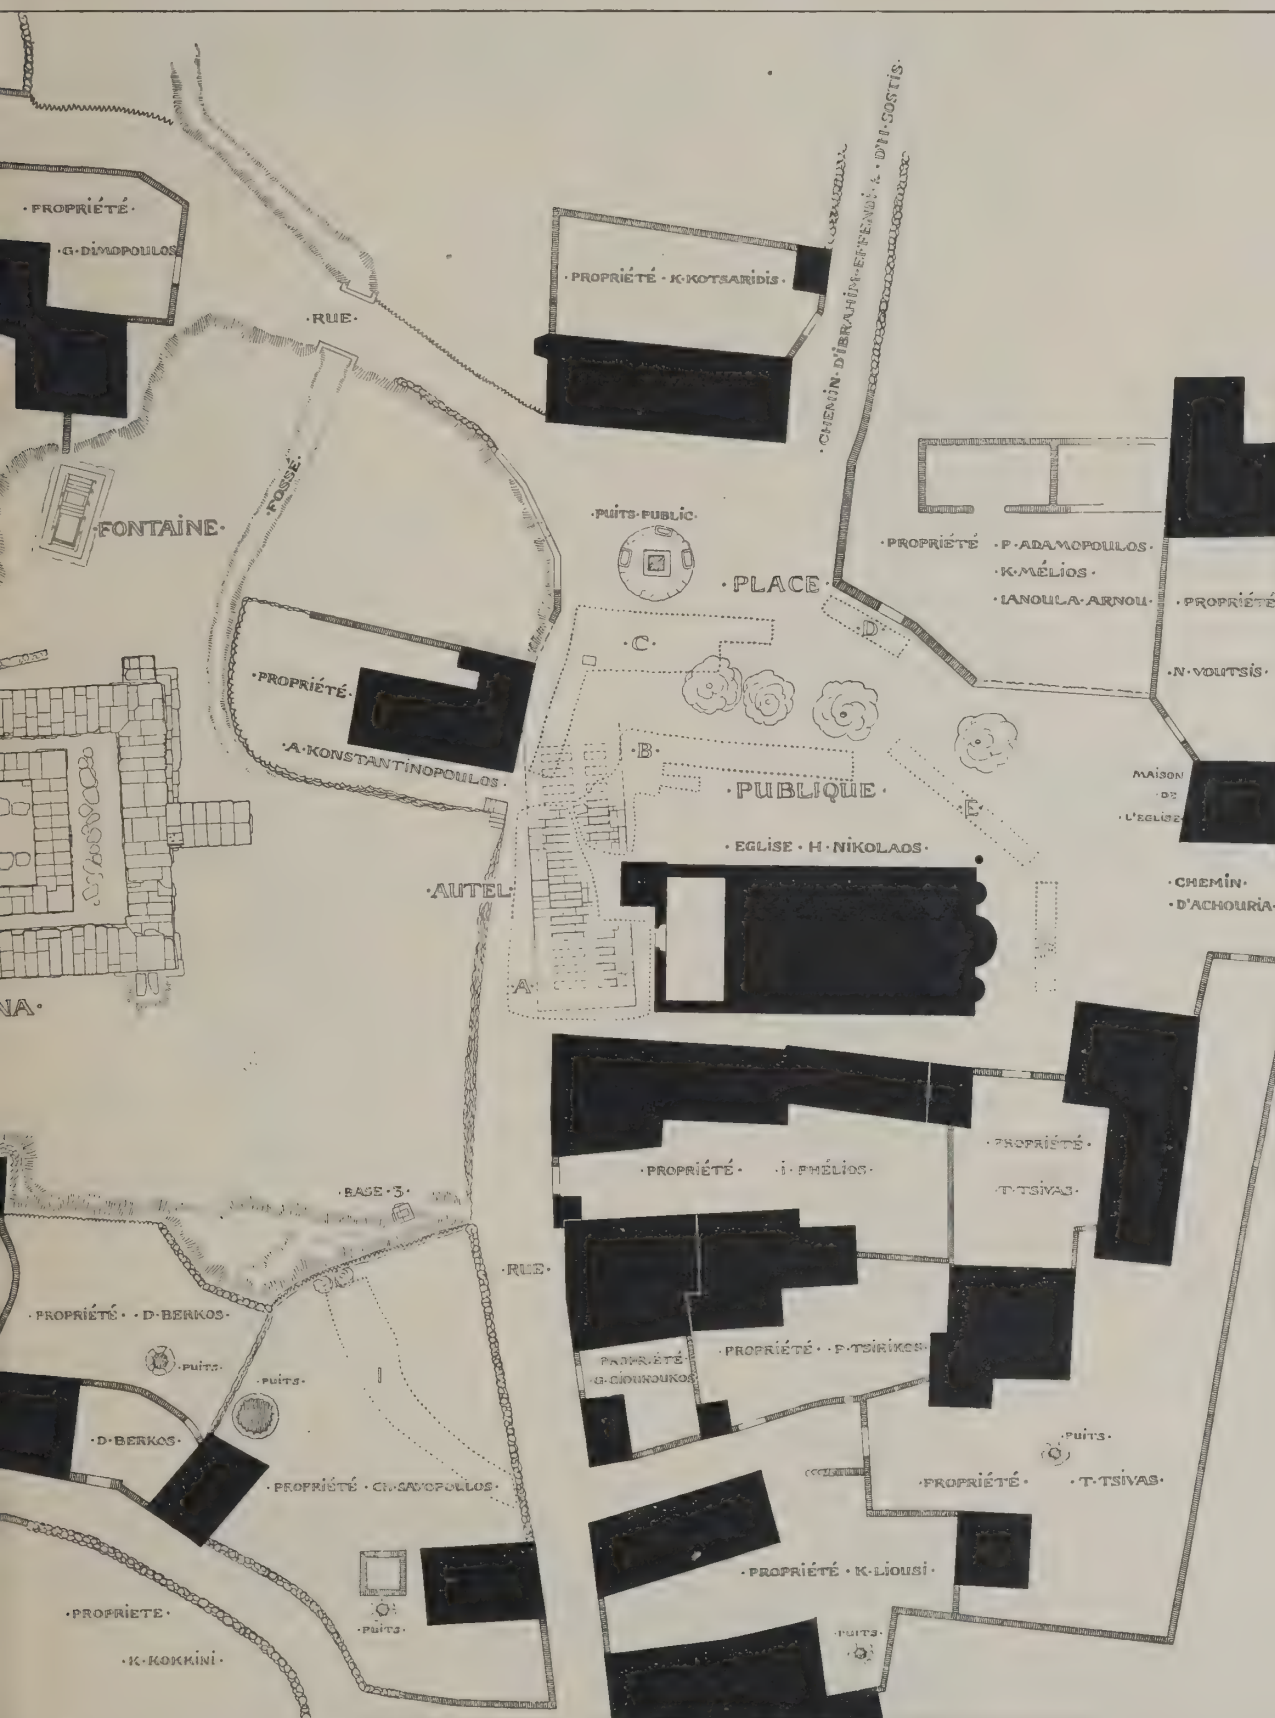 ·PROPRIÉTÉ·
·G·DIMOPOULOS
·RUE·
·PROPRIÉTÉ·K·KOTSARIDIS·
·CHEMIN·D'IBRAHIM-EFFENDI·&·D'H·SOSTIS·
·FOSSÉ·
·FONTAINE·
·PUITS·PUBLIC·
·PLACE·
·PROPRIÉTÉ ·P·ADAMOPOULOS·
·K·MÉLIOS·
·IANOULA·ARNOU·
·PROPRIÉTÉ
·N·VOUTSIS·
·C·
·D·
·PROPRIÉTÉ·
·A·KONSTANTINOPOULOS·
·B·
·PUBLIQUE·
·E·
MAISON
·DE·
·L'EGLISE·
·EGLISE·H·NIKOLAOS·
·AUTEL·
·CHEMIN·
·D'ACHOURIA·
·A·
NA·
·PROPRIÉTÉ·
·T·TSIVAS·
·PROPRIÉTÉ· ·I·PHÉLIOS·
·BASE·3·
·RUE·
·PROPRIÉTÉ· ·D·BERKOS·
·PUITS·
·PUITS·
I
·PROPRIÉTÉ· ·P·TSIRIKOS·
PROPRIÉTÉ·
·G·GIOUROUKOS
·D·BERKOS·
·PUITS·
·PROPRIÉTÉ ·CH·SAVOPOULOS·
·PROPRIÉTÉ· ·T·TSIVAS·
·PROPRIÉTÉ·K·LIOUSI·
·PROPRIETE·
·PUITS·
·PUITS·
·K·KOKKINI·